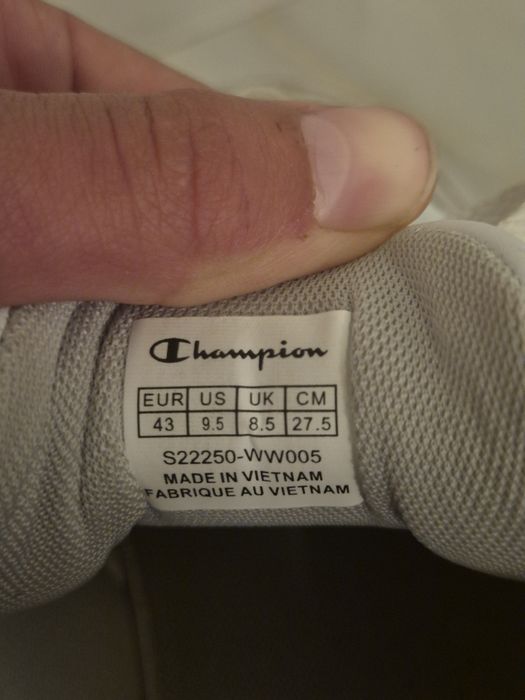 Champion
EUR US UK CM
43 9.5 8.5 27.5
S22250-WW005
MADE IN VIETNAM
FABRIQUE AU VIETNAM